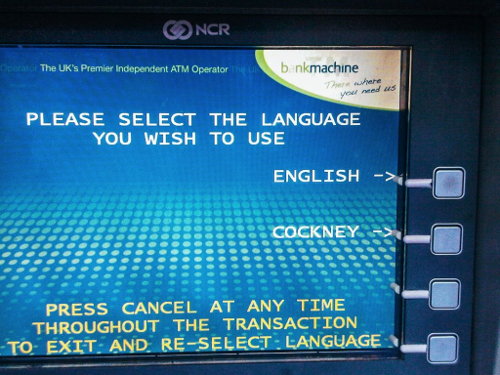 NCR
Operator The UK's Premier Independent ATM Operator The U
bankmachine
There where
you need us
PLEASE SELECT THE LANGUAGE
YOU WISH TO USE
ENGLISH ->
COCKNEY ->
PRESS CANCEL AT ANY TIME
THROUGHOUT THE TRANSACTION
TO EXIT AND RE-SELECT LANGUAGE